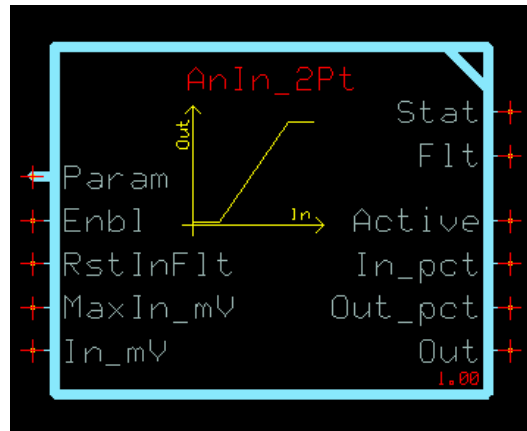 AnIn_2Pt
Out
In
Stat
Flt
Param
Enbl
Active
RstInFlt
In_pct
MaxIn_mV
Out_pct
In_mV
Out
1.00